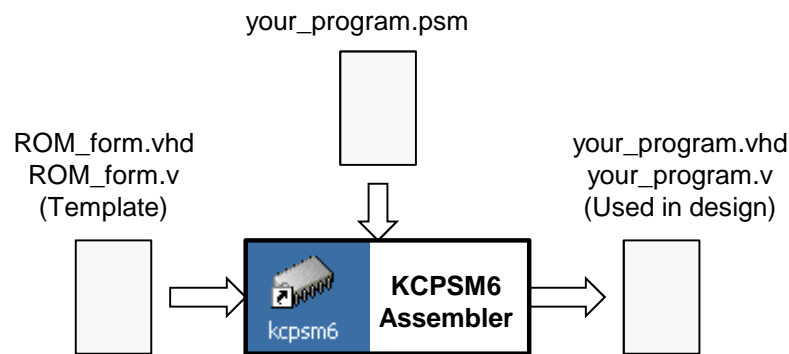 your_program.psm
ROM_form.vhd
ROM_form.v
(Template)
your_program.vhd
your_program.v
(Used in design)
kcpsm6
KCPSM6
Assembler